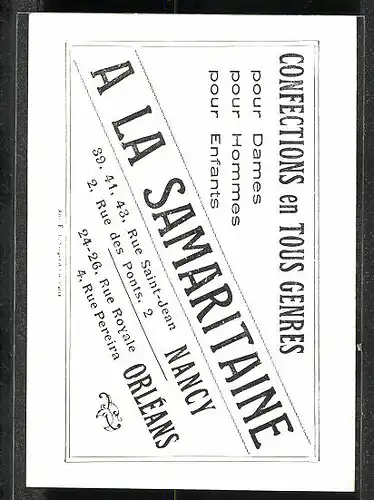 CONFECTIONS en TOUS GENRES
pour Dames
pour Hommes
pour Enfants
A LA SAMARITAINE
39, 41, 43, Rue Saint-Jean
2, Rue des Ponts, 2
NANCY
24-26, Rue Royale
4, Rue Pereira
ORLÉANS